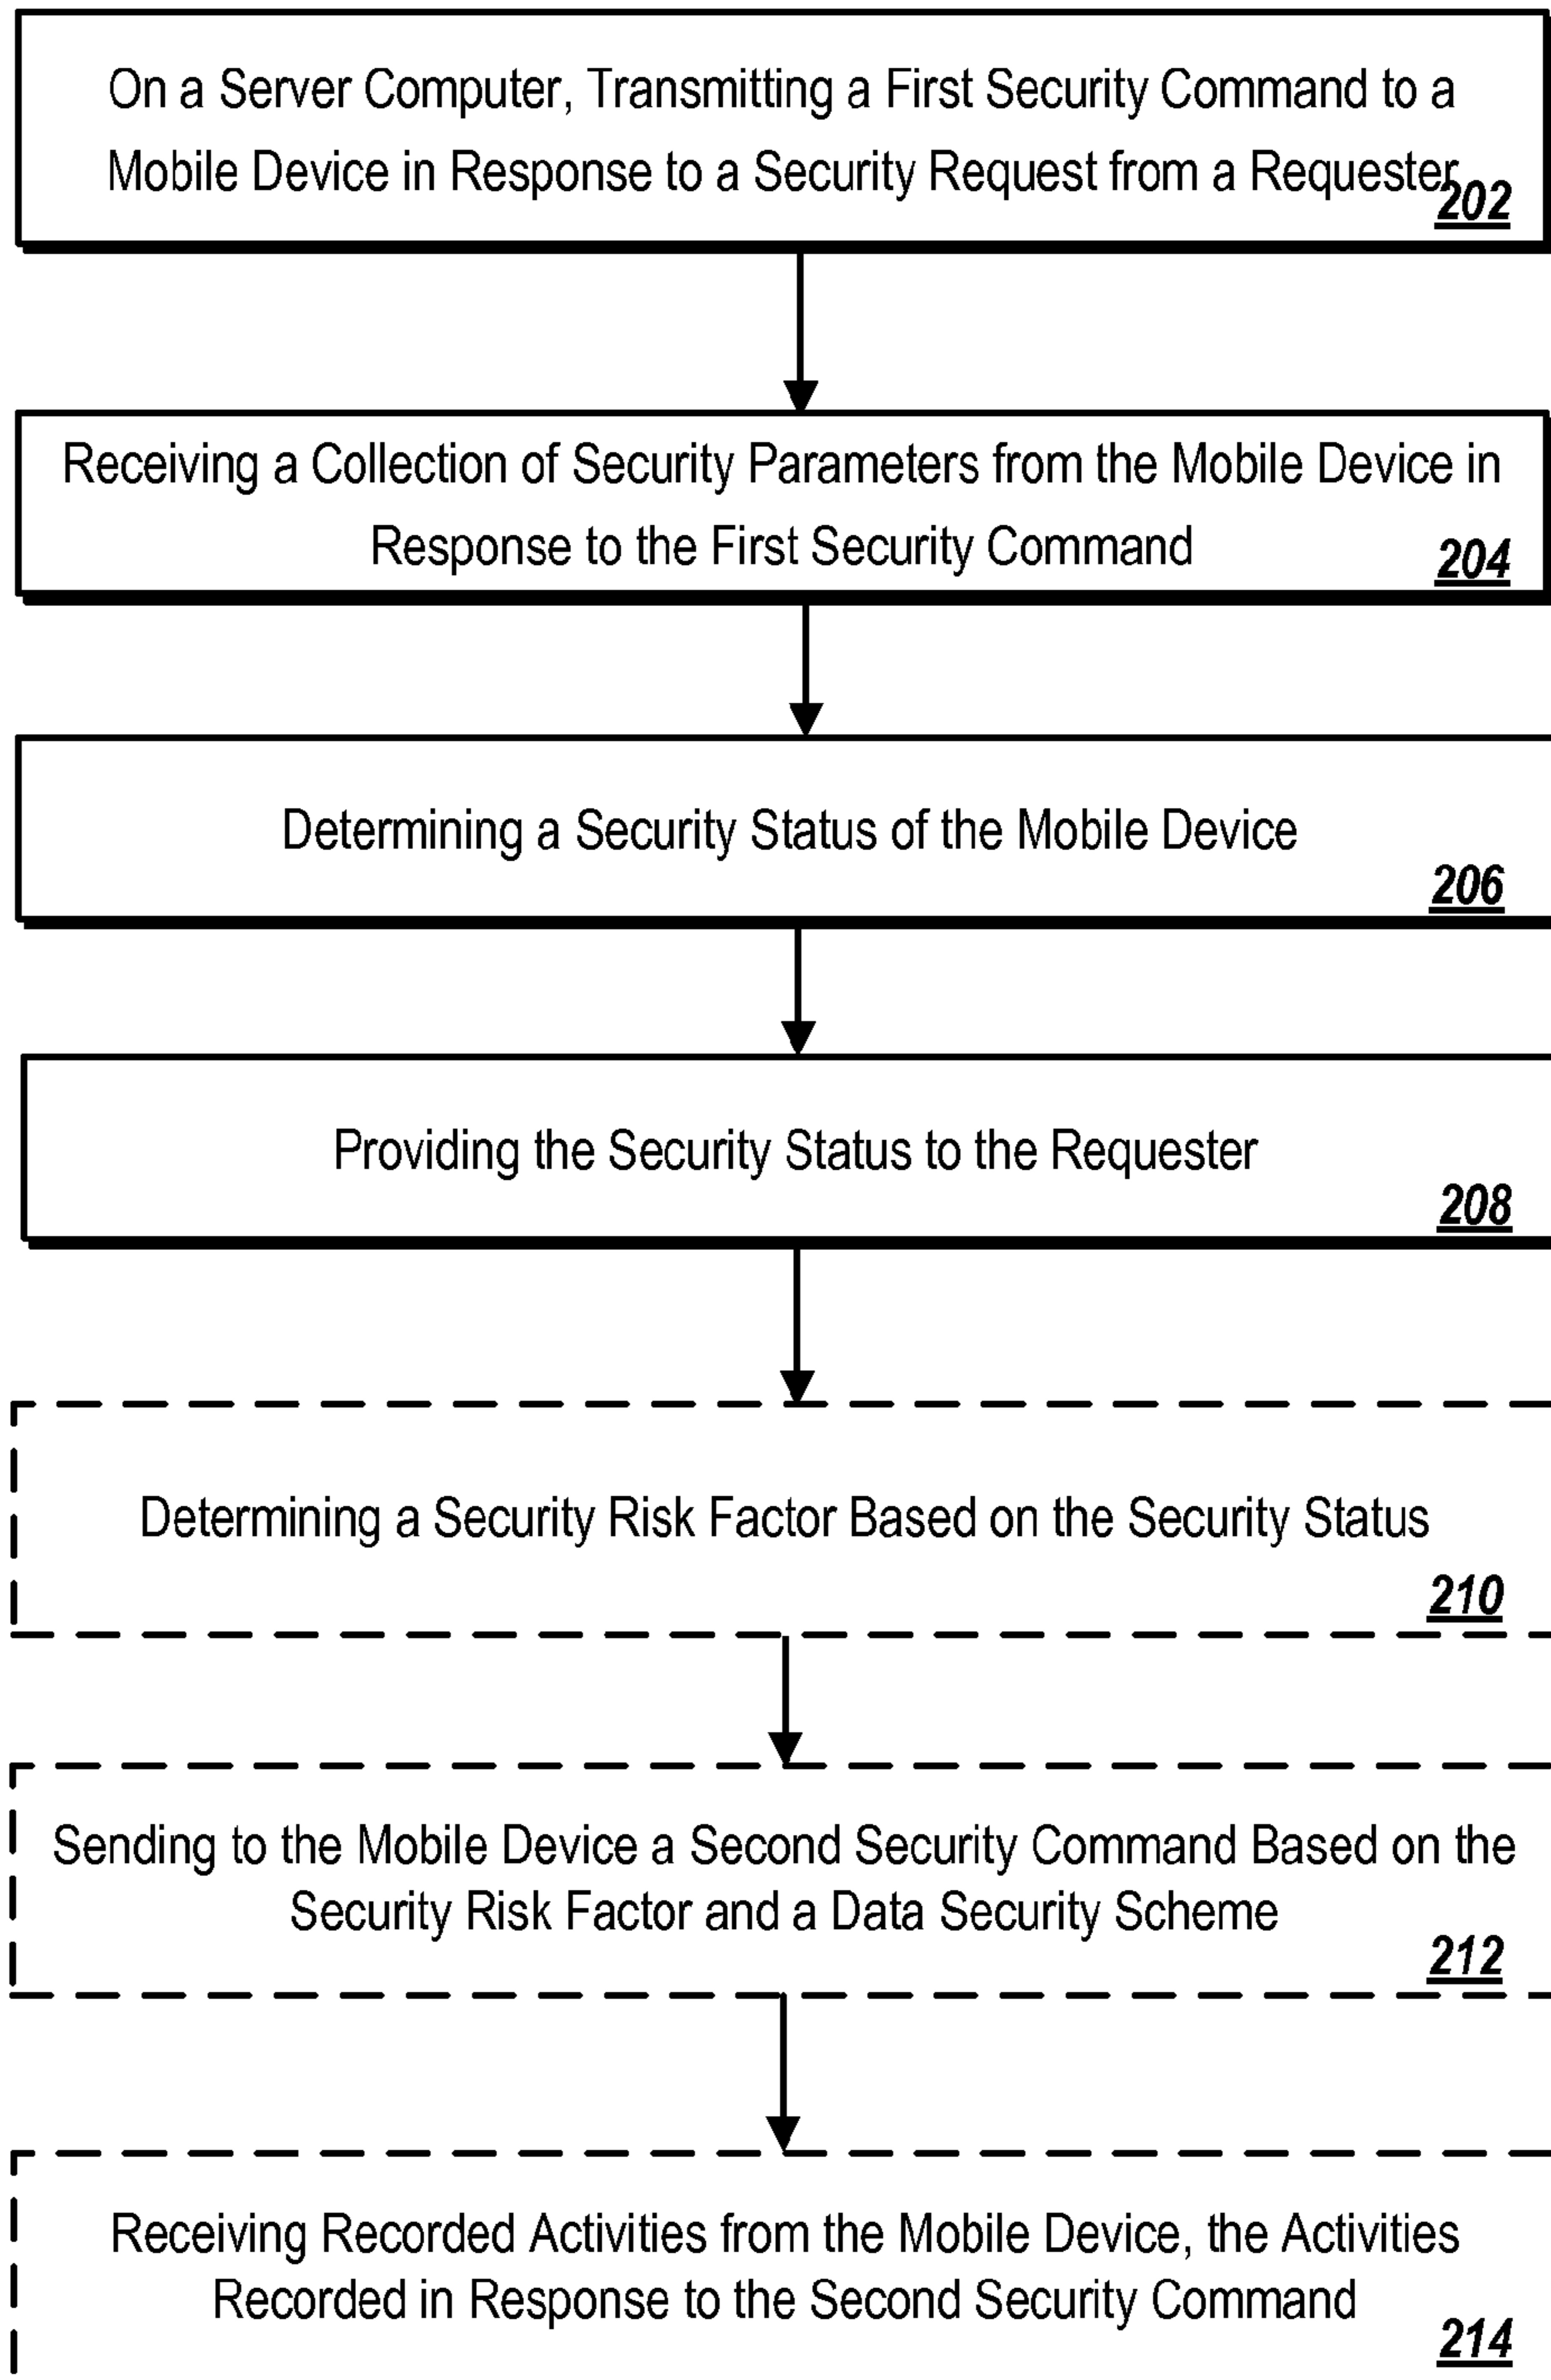 On a Server Computer, Transmitting a First Security Command to a
Mobile Device in Response to a Security Request from a Requester
202
Receiving a Collection of Security Parameters from the Mobile Device in
Response to the First Security Command
204
Determining a Security Status of the Mobile Device
206
Providing the Security Status to the Requester
208
Determining a Security Risk Factor Based on the Security Status
210
Sending to the Mobile Device a Second Security Command Based on the
Security Risk Factor and a Data Security Scheme
212
Receiving Recorded Activities from the Mobile Device, the Activities
Recorded in Response to the Second Security Command
214